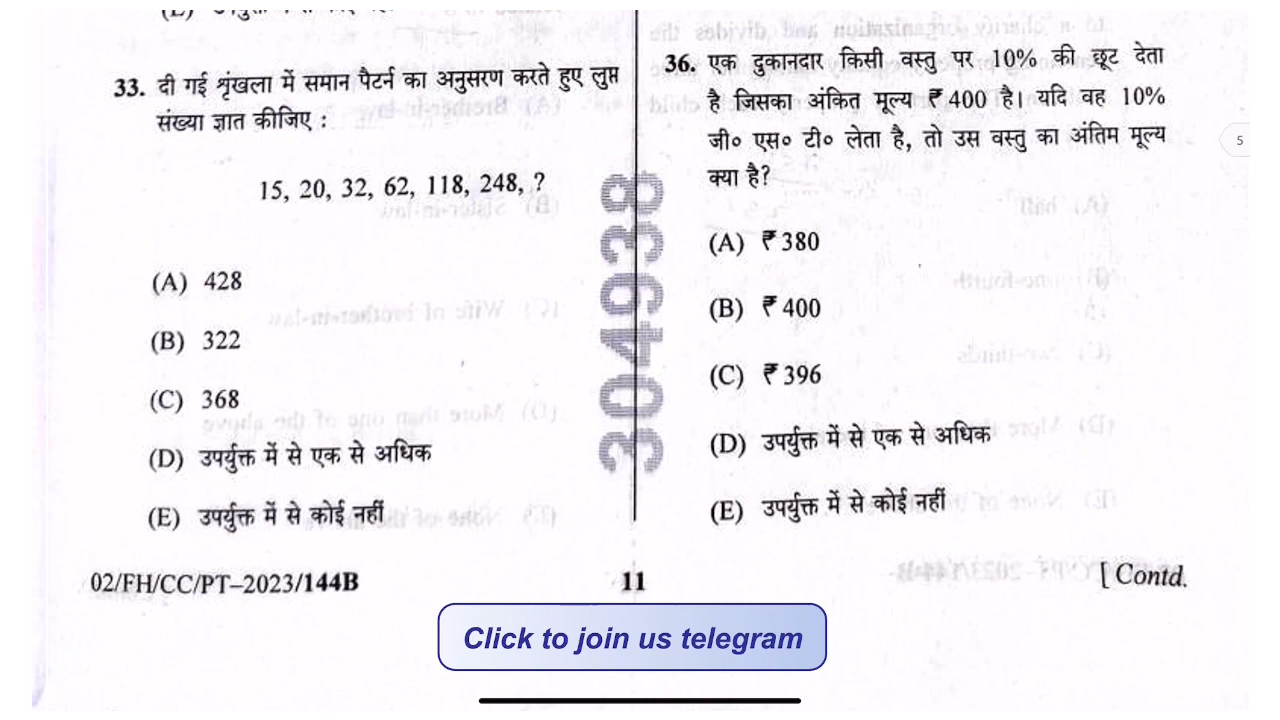 33. दी गई शृंखला में समान पैटर्न का अनुसरण करते हुए लुप्त
संख्या ज्ञात कीजिए :
15, 20, 32, 62, 118, 248, ?
(A) 428
(B) 322
(C) 368
(D) उपर्युक्त में से एक से अधिक
(E) उपर्युक्त में से कोई नहीं
304938
36. एक दुकानदार किसी वस्तु पर 10% की छूट देता
है जिसका अंकित मूल्य ₹ 400 है। यदि वह 10%
जी० एस० टी० लेता है, तो उस वस्तु का अंतिम मूल्य
क्या है?
(A) ₹ 380
(B) ₹ 400
(C) ₹ 396
(D) उपर्युक्त में से एक से अधिक
(E) उपर्युक्त में से कोई नहीं
5
02/FH/CC/PT–2023/144B
11
[ Contd.
Click to join us telegram